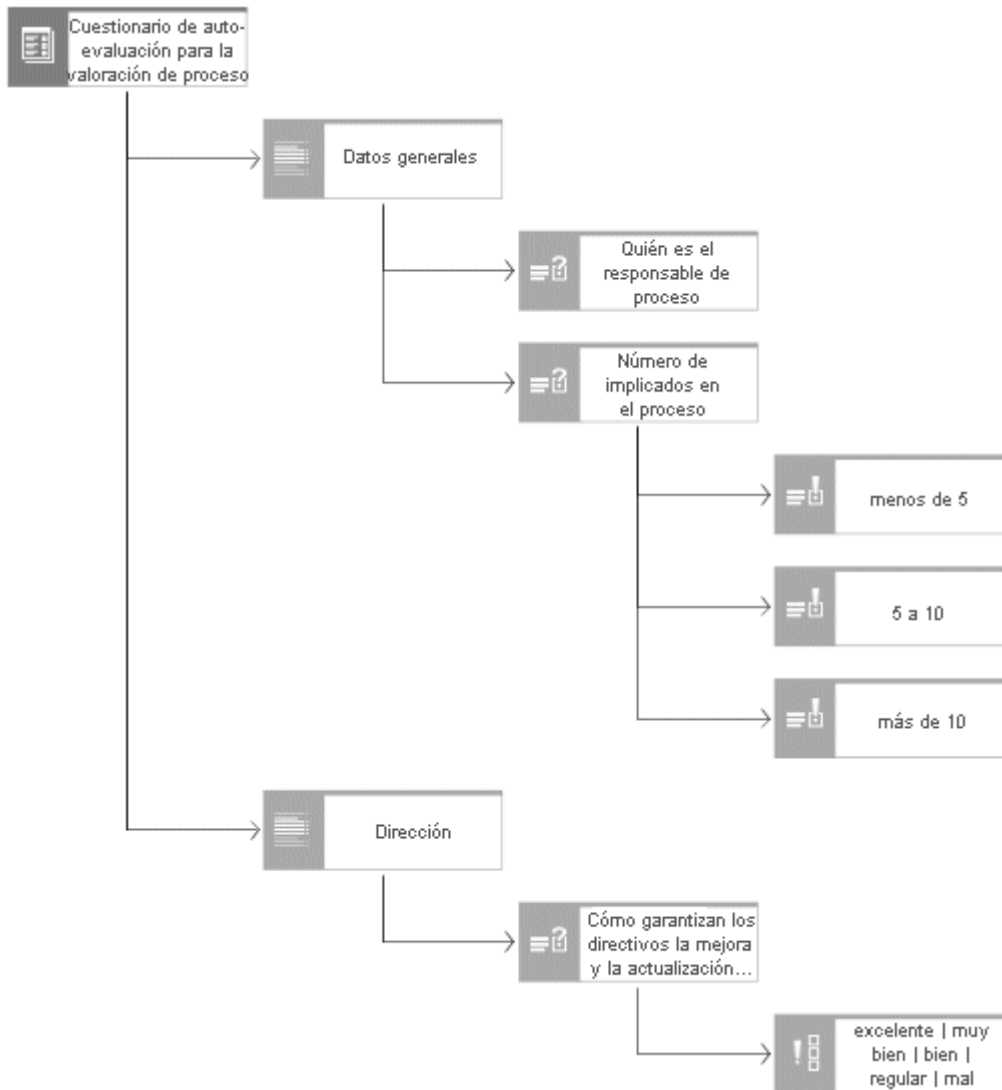 Cuestionario de auto-
evaluación para la
valoración de proceso
Datos generales
Quién es el
responsable de
proceso
Número de
implicados en
el proceso
menos de 5
5 a 10
más de 10
Dirección
Cómo garantizan los
directivos la mejora
y la actualización...
excelente | muy
bien | bien |
regular | mal